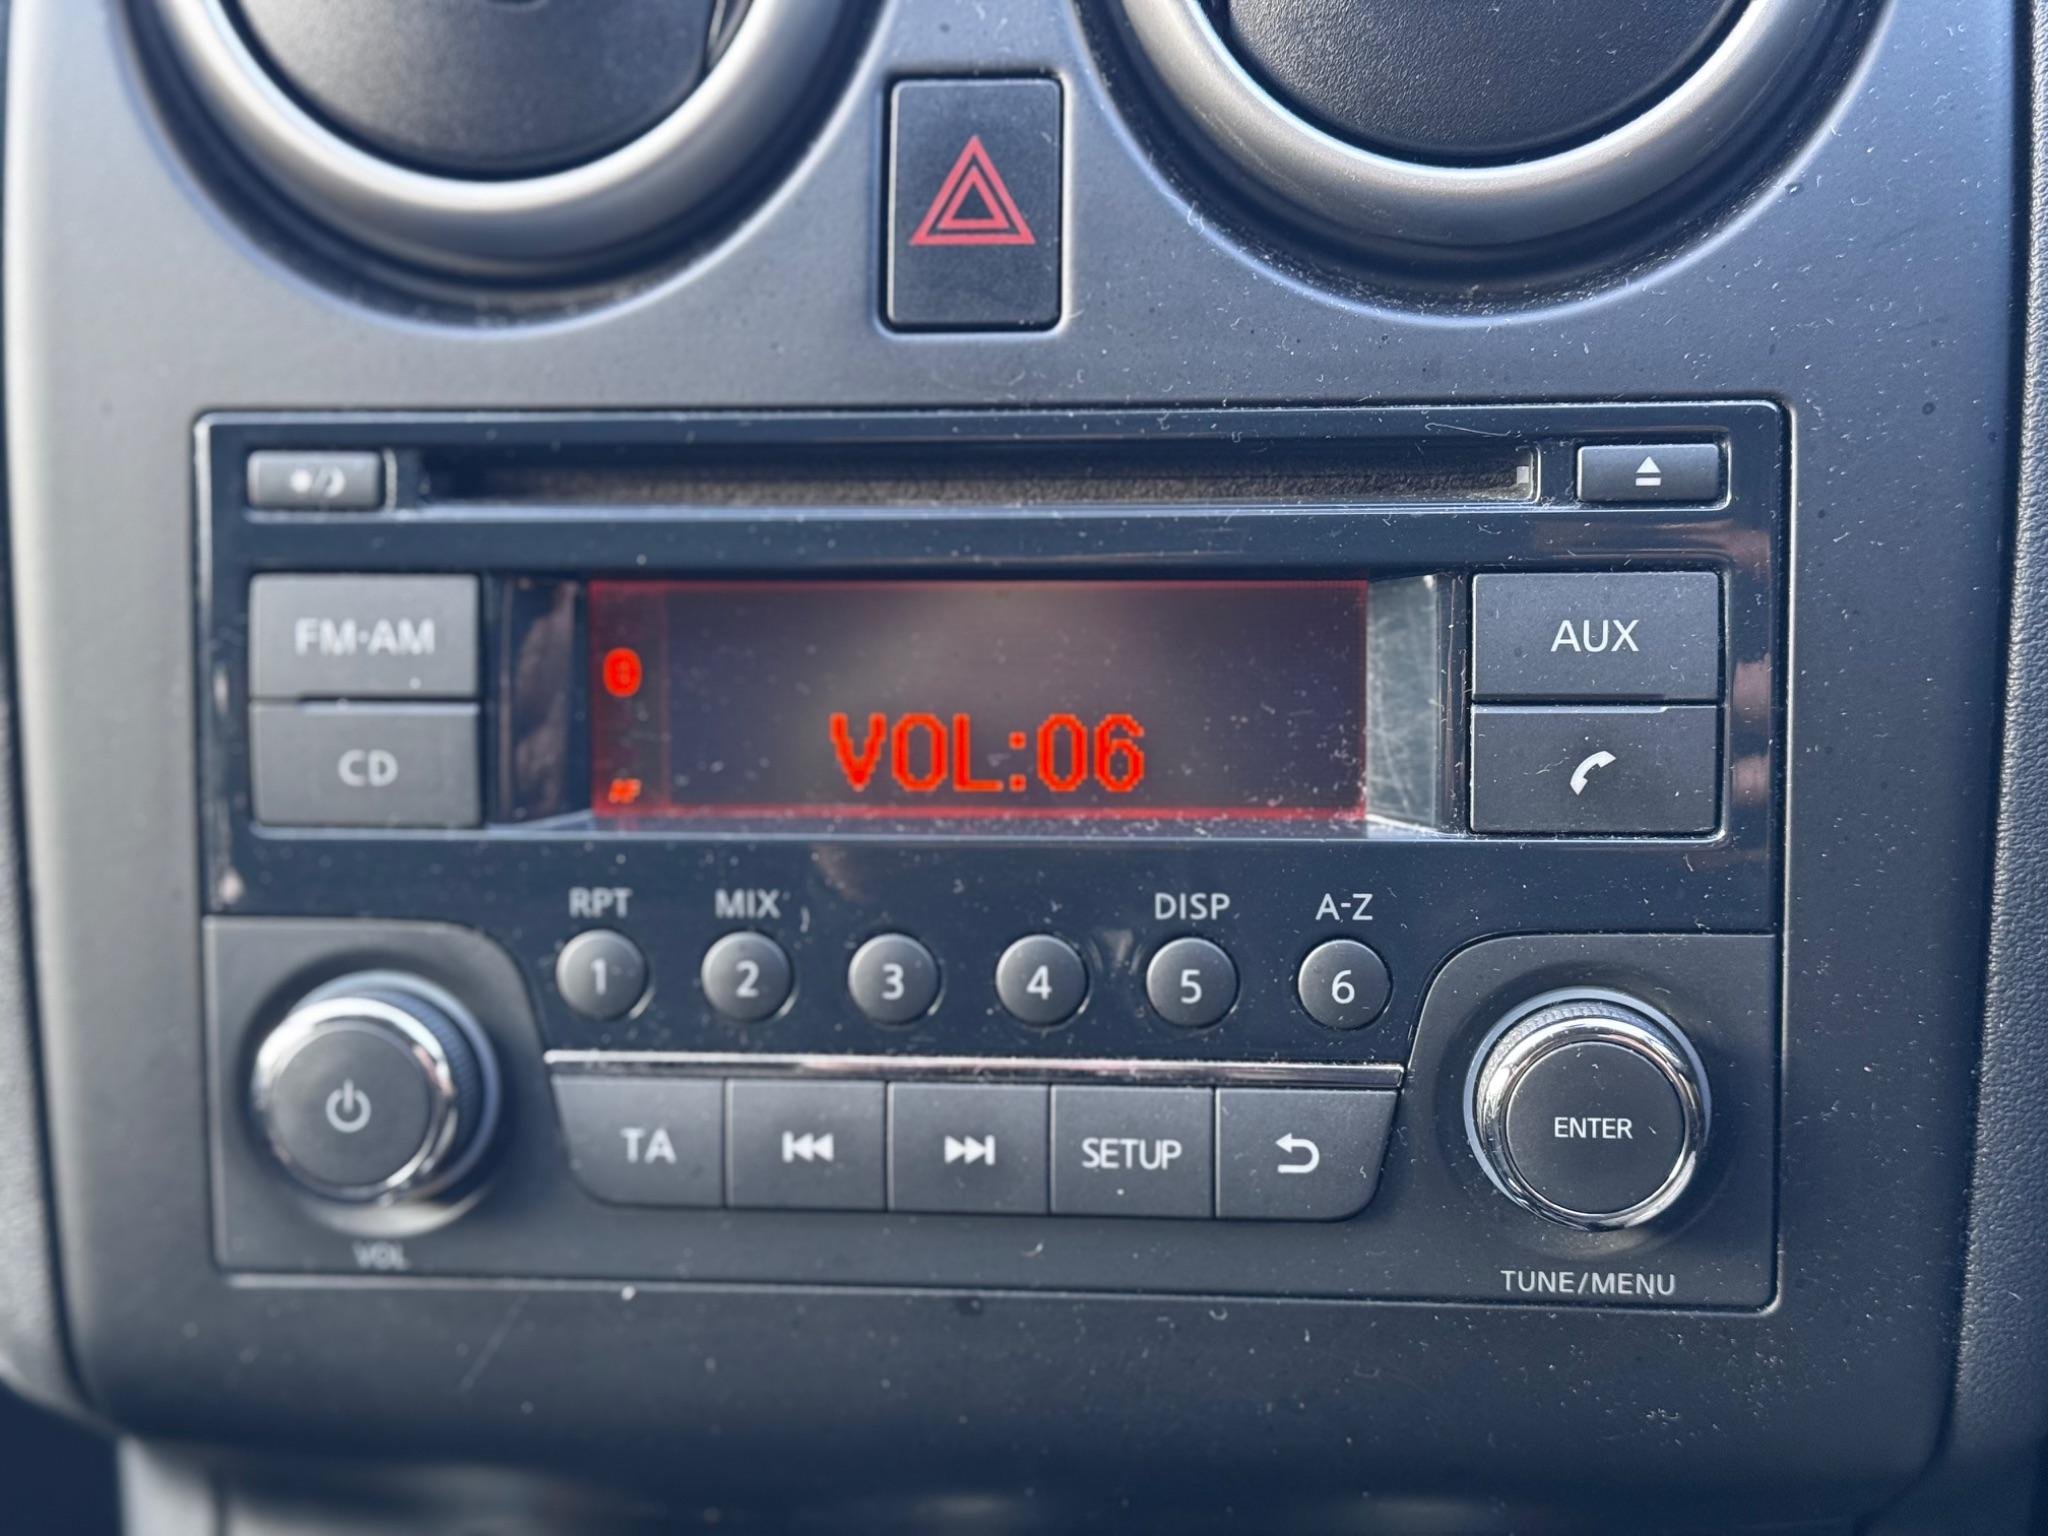 FM·AM
AUX
CD
VOL:06
RPT MIX DISP A-Z
1 2 3 4 5 6
TA SETUP
ENTER
VOL
TUNE/MENU